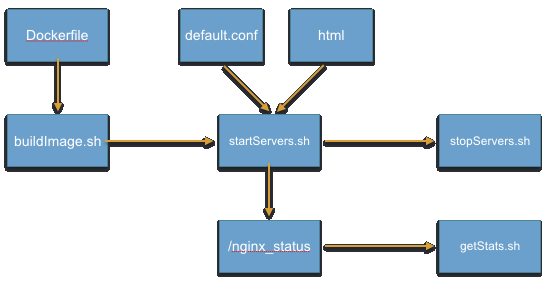 Dockerfile
default.conf
html
buildImage.sh
startServers.sh
stopServers.sh
/nginx_status
getStats.sh